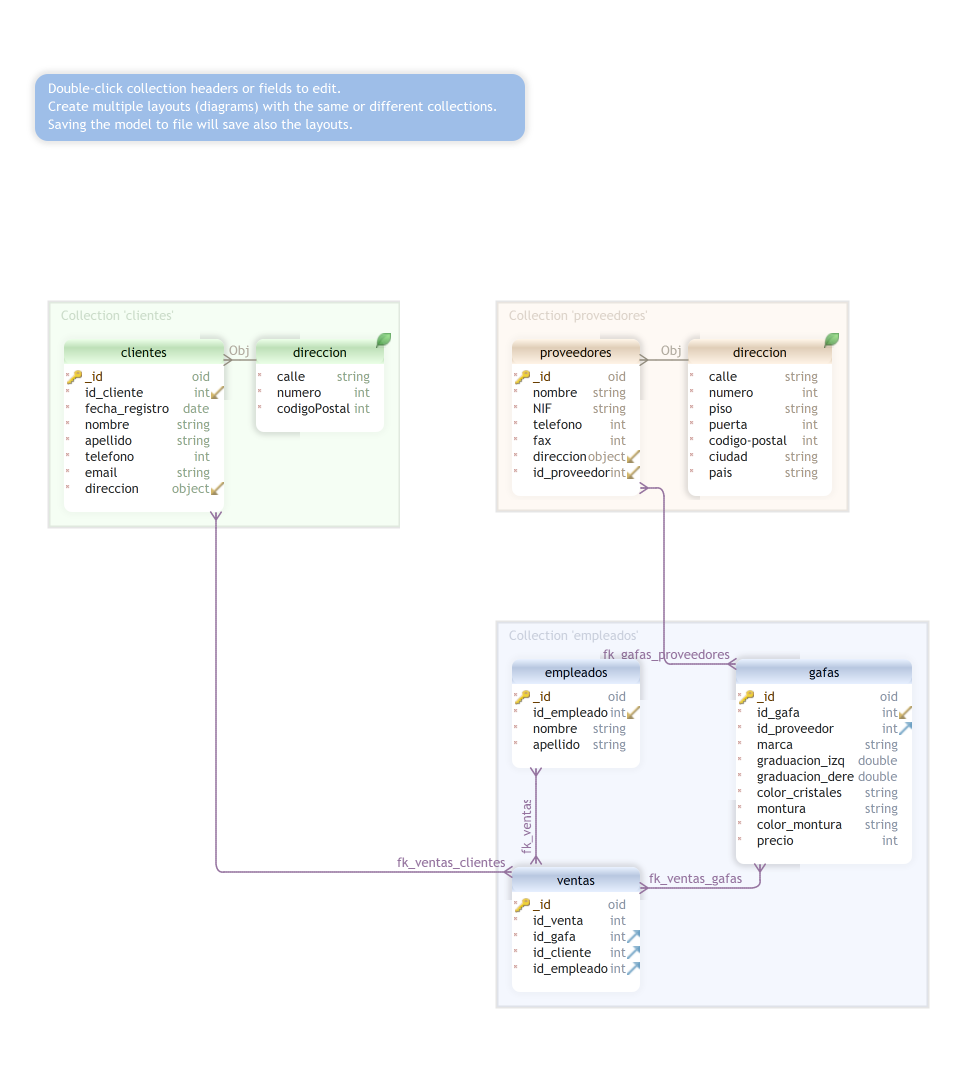 Double-click collection headers or fields to edit.
Create multiple layouts (diagrams) with the same or different collections.
Saving the model to file will save also the layouts.
Collection 'clientes'
clientes
_id oid
id_cliente int
fecha_registro date
nombre string
apellido string
telefono int
email string
direccion object
Obj
direccion
calle string
numero int
codigoPostal int
Collection 'proveedores'
proveedores
_id oid
nombre string
NIF string
telefono int
fax int
direccion object
id_proveedor int
Obj
direccion
calle string
numero int
piso string
puerta int
codigo-postal int
ciudad string
pais string
Collection 'empleados'
fk_gafas_proveedores
empleados
_id oid
id_empleado int
nombre string
apellido string
gafas
_id oid
id_gafa int
id_proveedor int
marca string
graduacion_izq double
graduacion_dere double
color_cristales string
montura string
color_montura string
precio int
fk_ventas
fk_ventas_clientes
fk_ventas_gafas
ventas
_id oid
id_venta int
id_gafa int
id_cliente int
id_empleado int